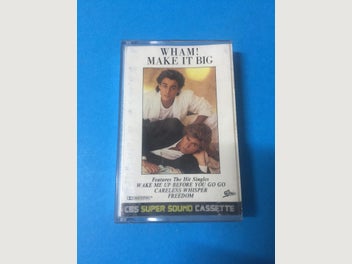 WHAM!
MAKE IT BIG
Features The Hit Singles
WAKE ME UP BEFORE YOU GO GO
CARELESS WHISPER
FREEDOM
Epic
CBS SUPER SOUND CASSETTE